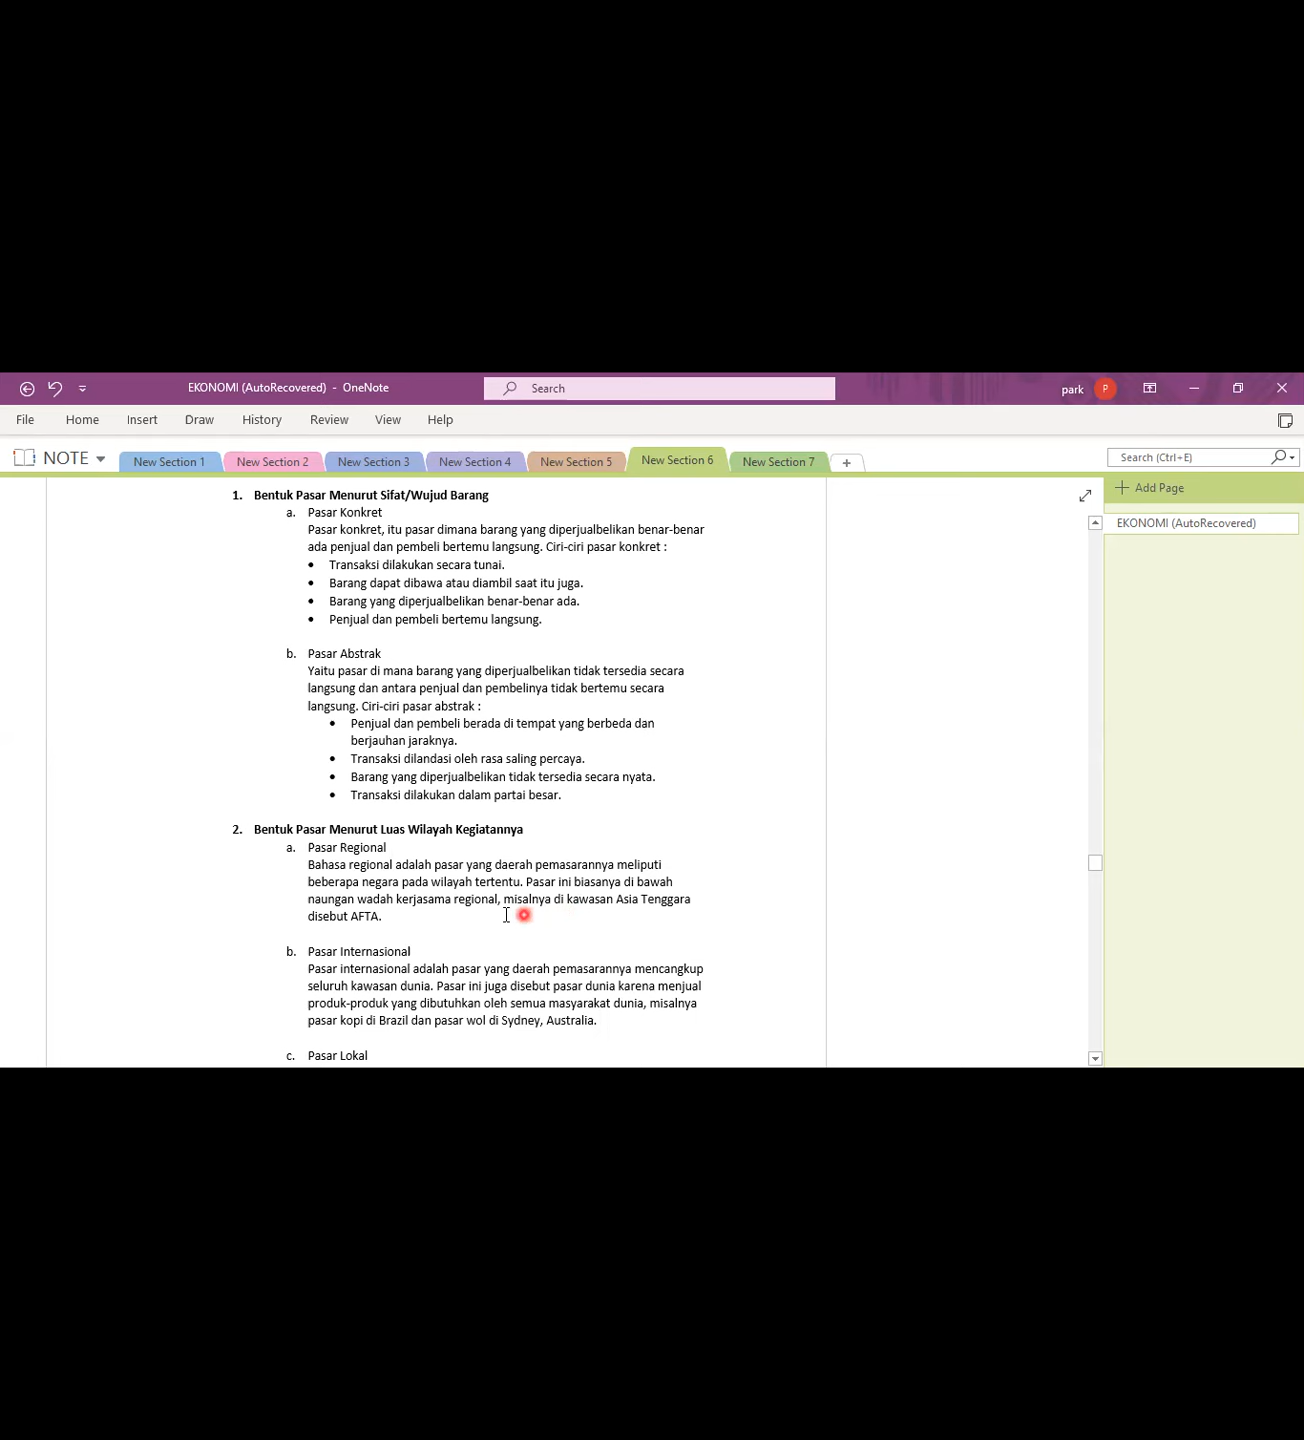 EKONOMI (AutoRecovered) - OneNote
Search
park
P
File Home Insert Draw History Review View Help
NOTE
New Section 1 New Section 2 New Section 3 New Section 4 New Section 5 New Section 6 New Section 7 +
Search (Ctrl+E)
Add Page
EKONOMI (AutoRecovered)
1. Bentuk Pasar Menurut Sifat/Wujud Barang
a. Pasar Konkret
Pasar konkret, itu pasar dimana barang yang diperjualbelikan benar-benar
ada penjual dan pembeli bertemu langsung. Ciri-ciri pasar konkret :
• Transaksi dilakukan secara tunai.
• Barang dapat dibawa atau diambil saat itu juga.
• Barang yang diperjualbelikan benar-benar ada.
• Penjual dan pembeli bertemu langsung.
b. Pasar Abstrak
Yaitu pasar di mana barang yang diperjualbelikan tidak tersedia secara
langsung dan antara penjual dan pembelinya tidak bertemu secara
langsung. Ciri-ciri pasar abstrak :
• Penjual dan pembeli berada di tempat yang berbeda dan
berjauhan jaraknya.
• Transaksi dilandasi oleh rasa saling percaya.
• Barang yang diperjualbelikan tidak tersedia secara nyata.
• Transaksi dilakukan dalam partai besar.
2. Bentuk Pasar Menurut Luas Wilayah Kegiatannya
a. Pasar Regional
Bahasa regional adalah pasar yang daerah pemasarannya meliputi
beberapa negara pada wilayah tertentu. Pasar ini biasanya di bawah
naungan wadah kerjasama regional, misalnya di kawasan Asia Tenggara
disebut AFTA.
b. Pasar Internasional
Pasar internasional adalah pasar yang daerah pemasarannya mencangkup
seluruh kawasan dunia. Pasar ini juga disebut pasar dunia karena menjual
produk-produk yang dibutuhkan oleh semua masyarakat dunia, misalnya
pasar kopi di Brazil dan pasar wol di Sydney, Australia.
c. Pasar Lokal